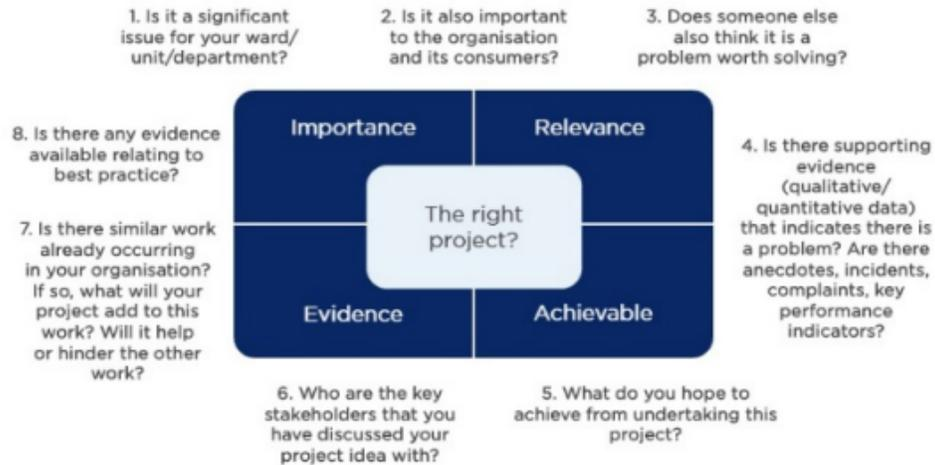 1. Is it a significant
issue for your ward/
unit/department?
2. Is it also important
to the organisation
and its consumers?
3. Does someone else
also think it is a
problem worth solving?
8. Is there any evidence
available relating to
best practice?
Importance
Relevance
4. Is there supporting
evidence
(qualitative/
quantitative data)
that indicates there is
a problem? Are there
anecdotes, incidents,
complaints, key
performance
indicators?
The right
project?
7. Is there similar work
already occurring
in your organisation?
If so, what will your
project add to this
work? Will it help
or hinder the other
work?
Evidence
Achievable
6. Who are the key
stakeholders that you
have discussed your
project idea with?
5. What do you hope to
achieve from undertaking this
project?